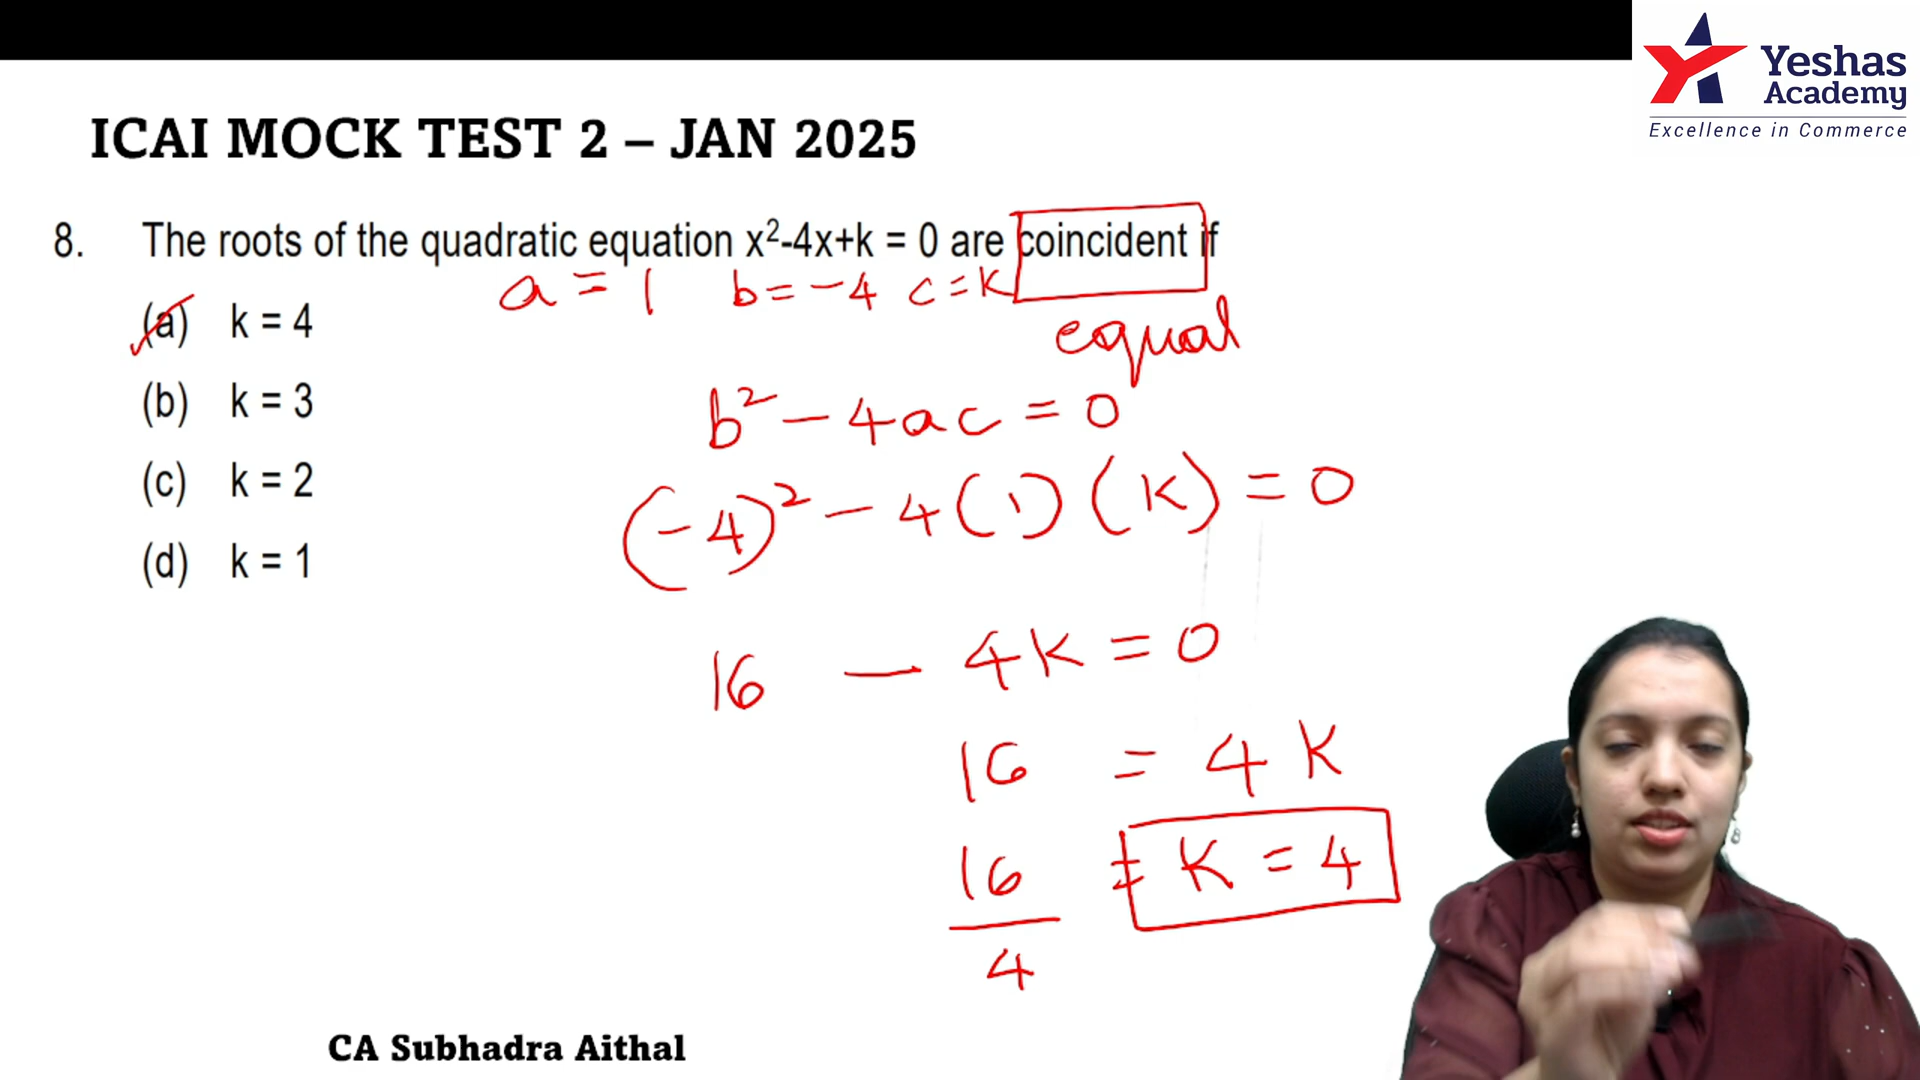 Yeshas
Academy
Excellence in Commerce
ICAI MOCK TEST 2 – JAN 2025
8. The roots of the quadratic equation x²-4x+k = 0 are coincident if
a = 1 b = -4 c = k
equal
(a) k = 4
(b) k = 3
(c) k = 2
(d) k = 1
b² - 4ac = 0
(-4)² - 4(1)(k) = 0
16 - 4k = 0
16 = 4k
16/4 = k = 4
CA Subhadra Aithal